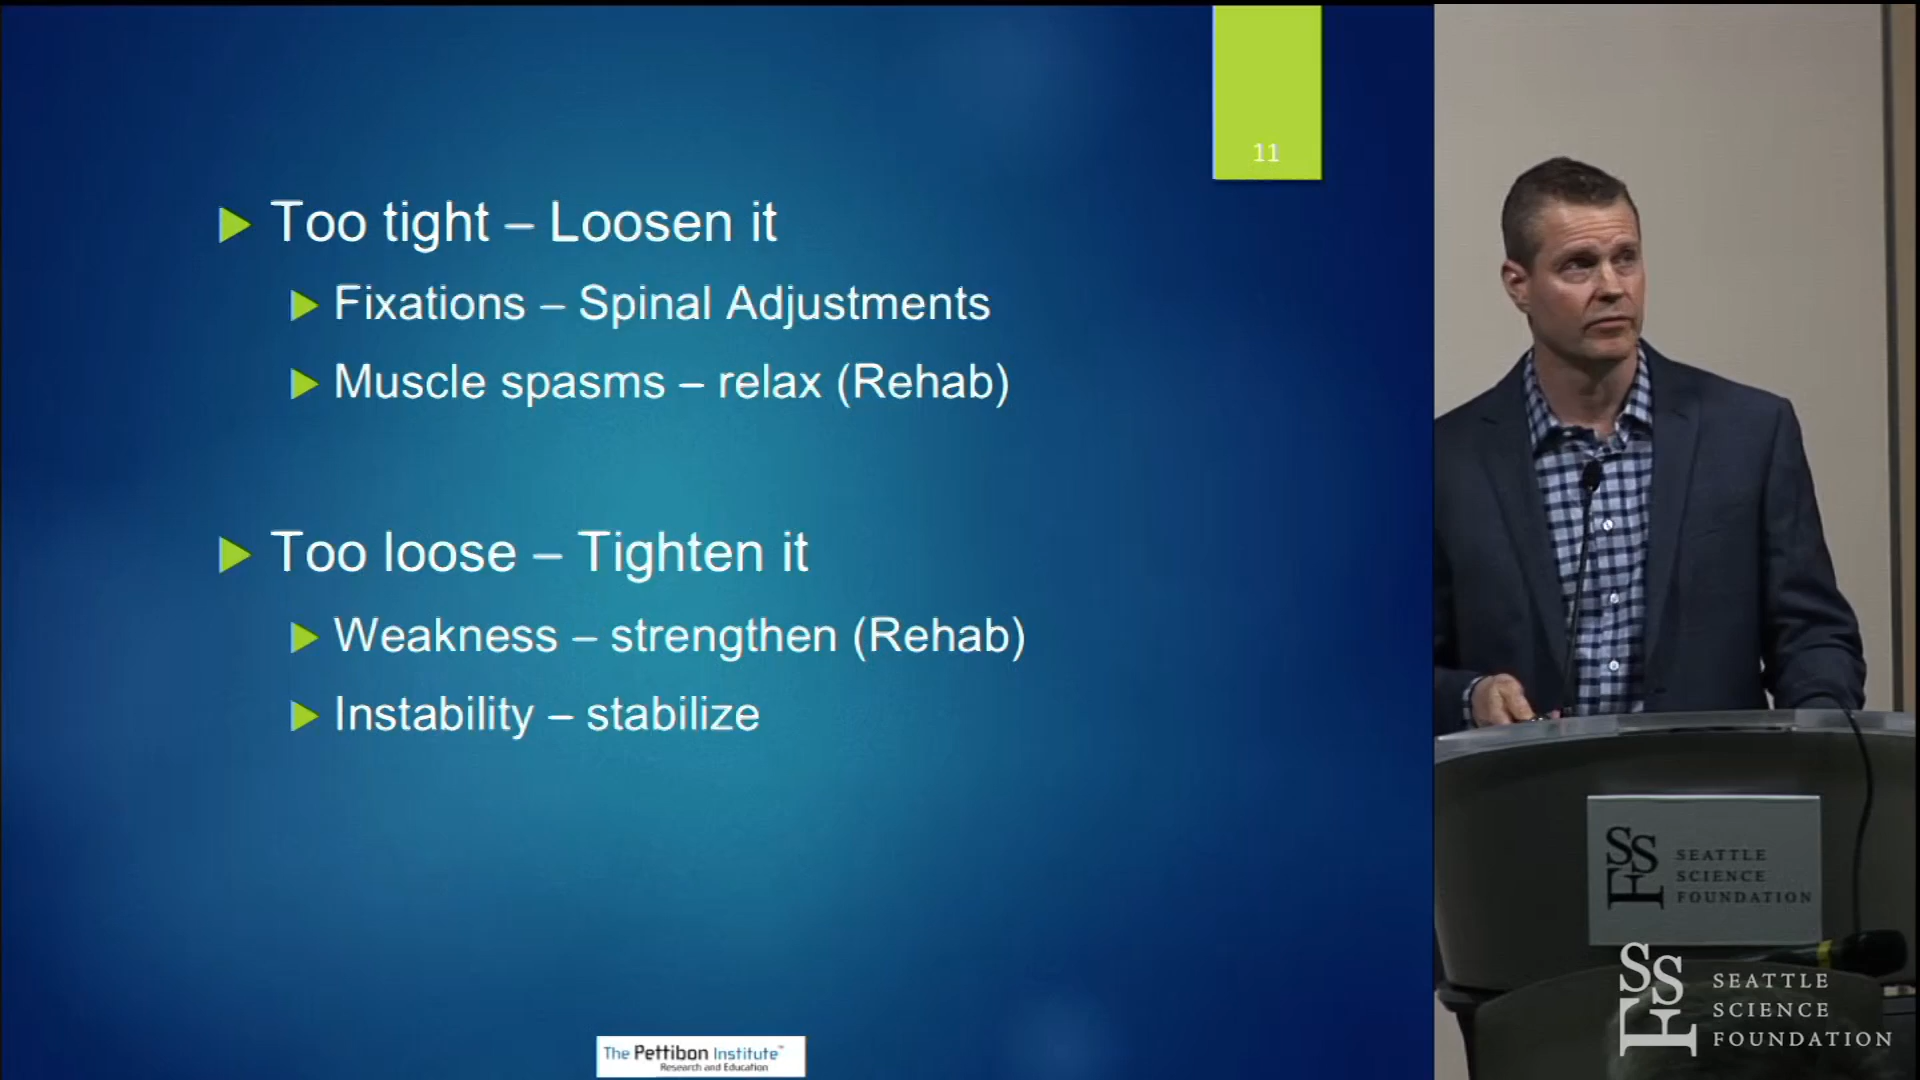 11
Too tight – Loosen it
Fixations – Spinal Adjustments
Muscle spasms – relax (Rehab)
Too loose – Tighten it
Weakness – strengthen (Rehab)
Instability – stabilize
The Pettibon Institute™
Research and Education
SSF
SEATTLE
SCIENCE
FOUNDATION
SSF
SEATTLE
SCIENCE
FOUNDATION